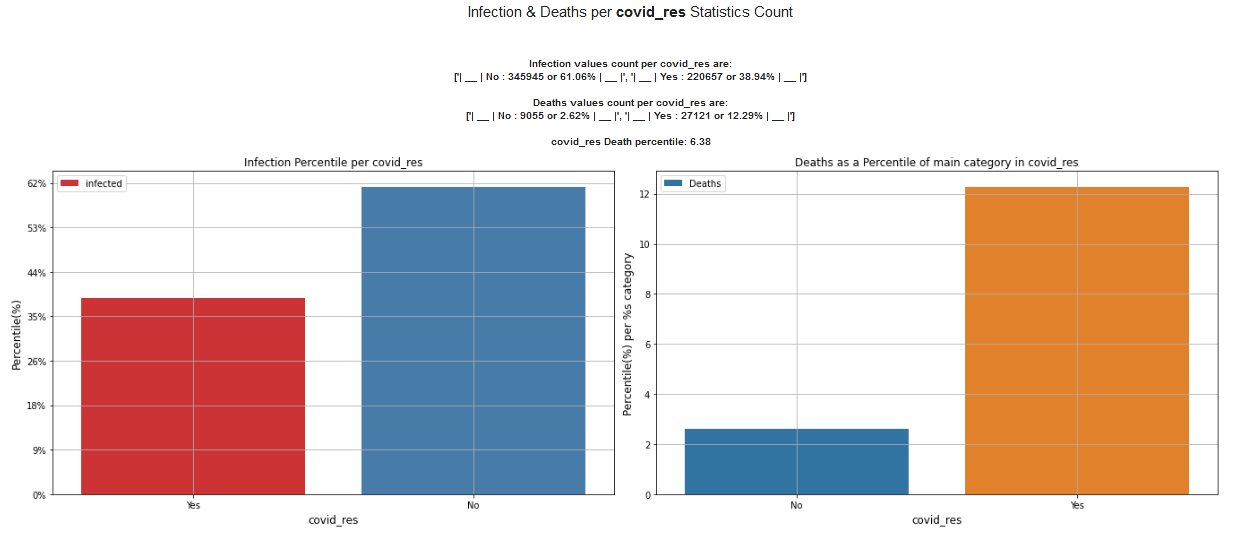 Infection & Deaths per covid_res Statistics Count
Infection values count per covid_res are:
['| __ | No : 345945 or 61.06% | __ |', '| __ | Yes : 220657 or 38.94% | __ |']
Deaths values count per covid_res are:
['| __ | No : 9055 or 2.62% | __ |', '| __ | Yes : 27121 or 12.29% | __ |']
covid_res Death percentile: 6.38
Infection Percentile per covid_res
infected
62%
53%
44%
35%
26%
18%
9%
0%
Percentile(%)
Yes
No
covid_res
Deaths as a Percentile of main category in covid_res
Deaths
12
10
8
6
4
2
0
Percentile(%) per %s category
No
Yes
covid_res